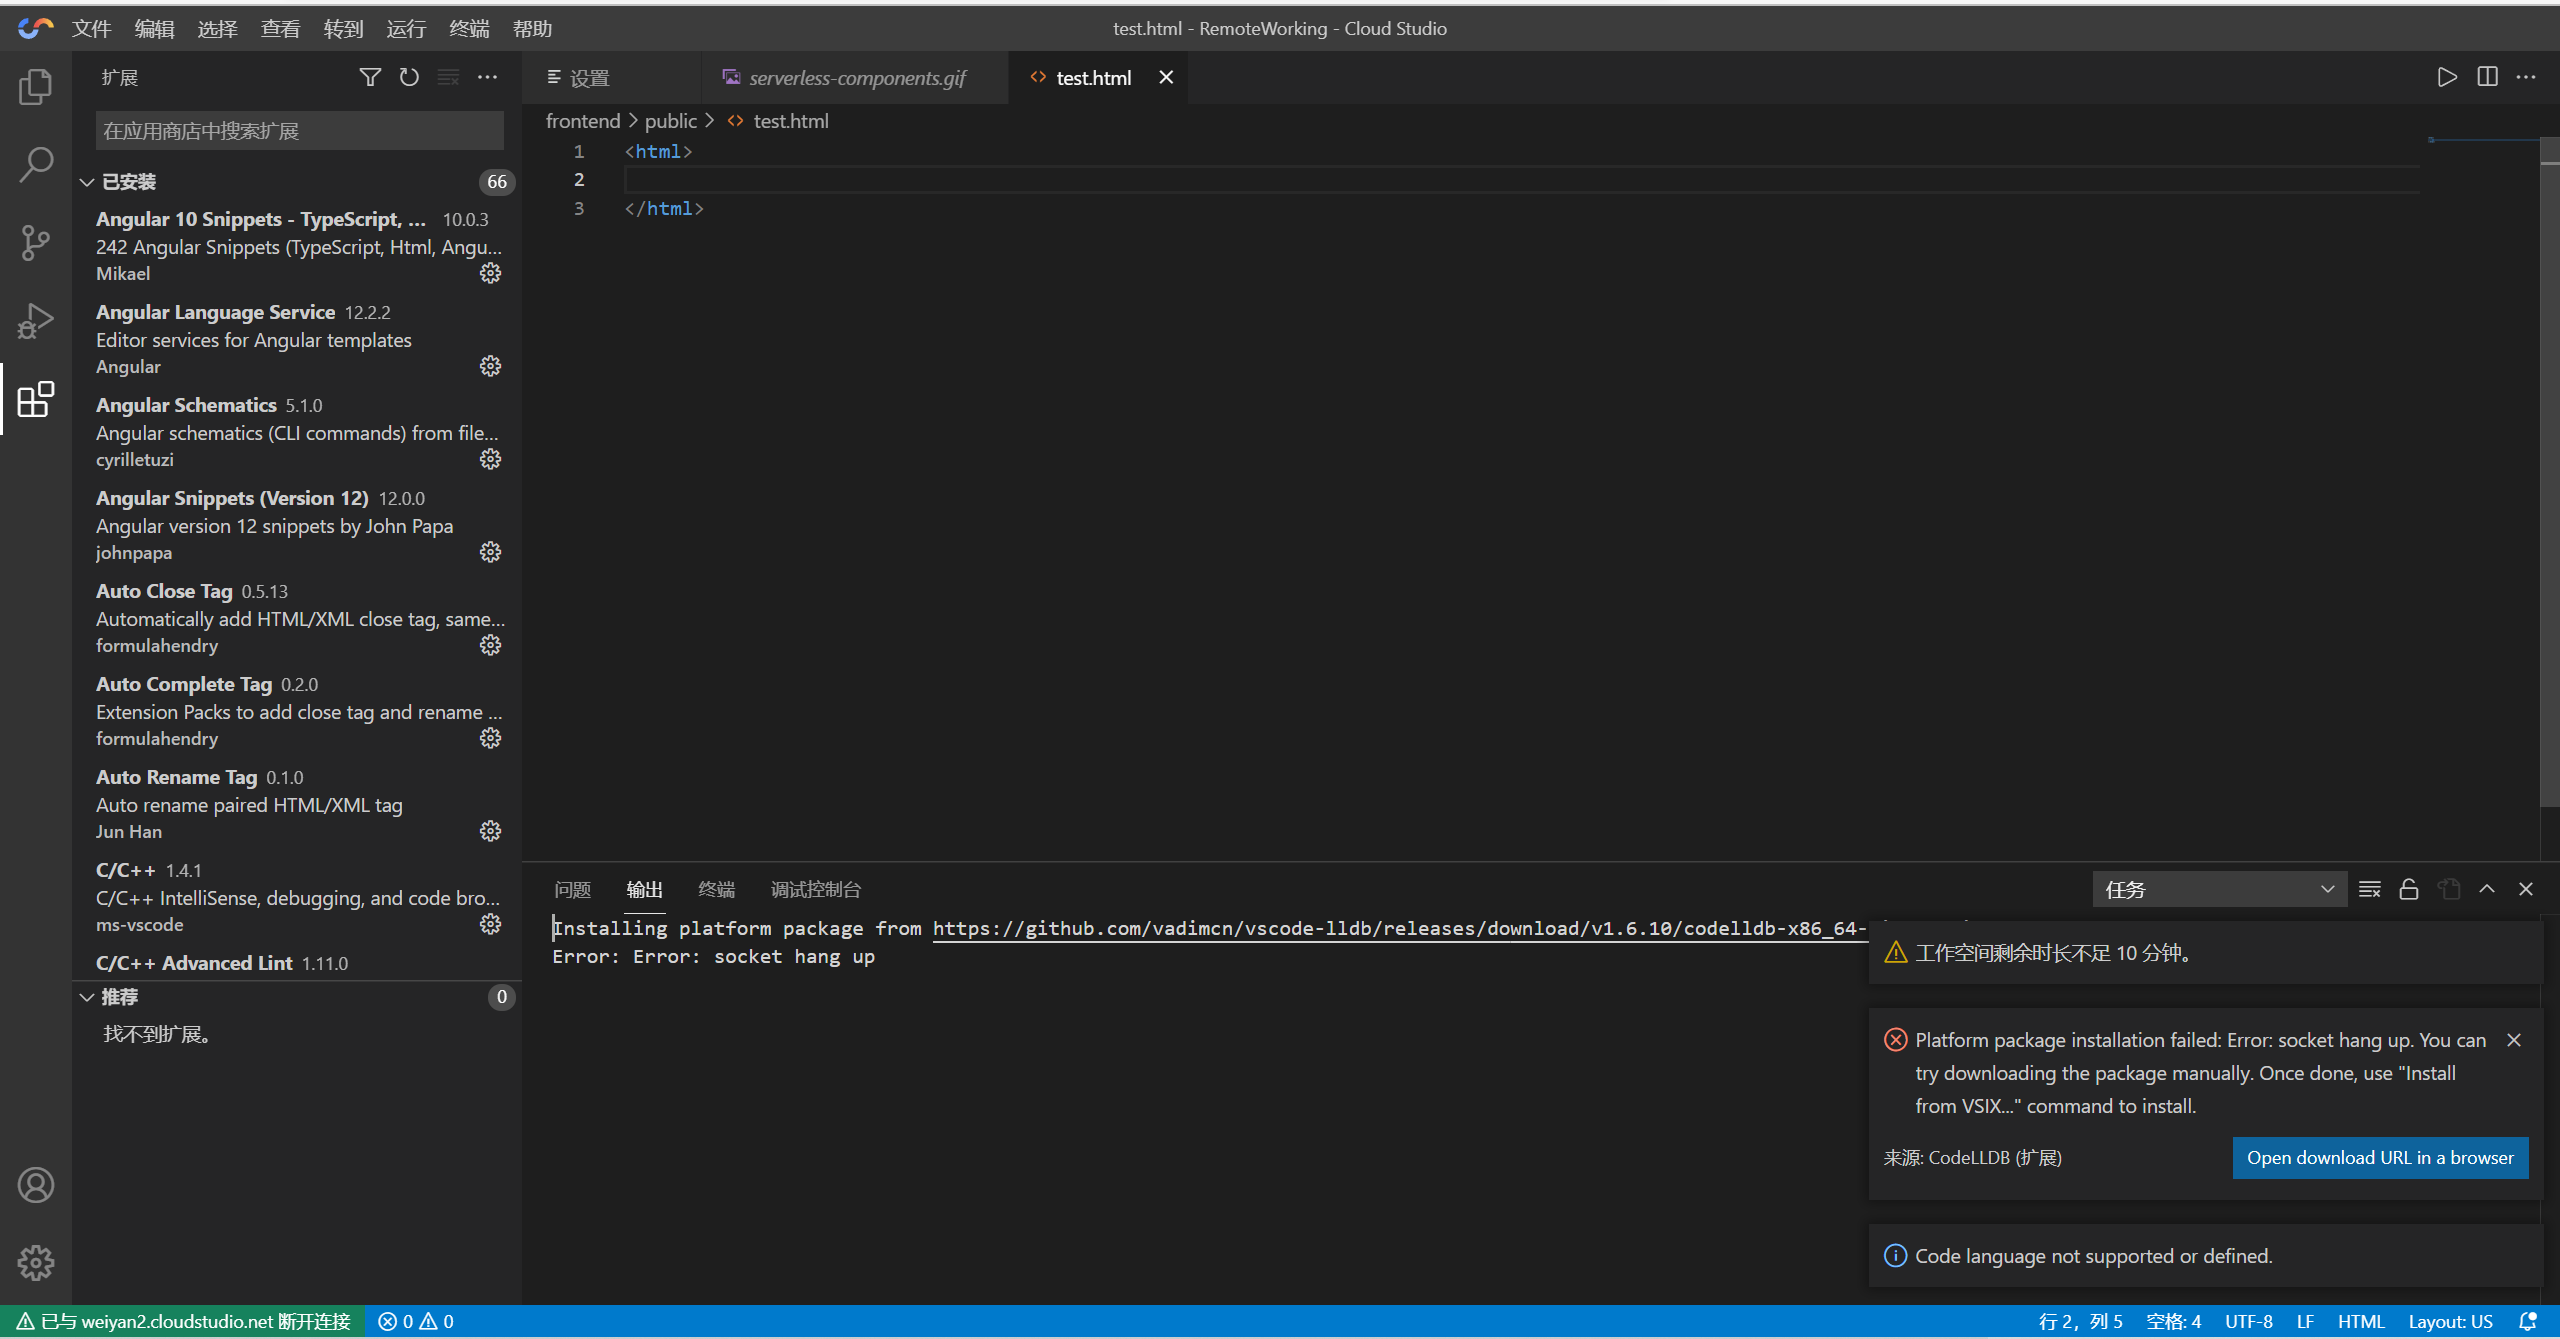 文件 编辑 选择 查看 转到 运行 终端 帮助
test.html - RemoteWorking - Cloud Studio
扩展
设置
serverless-components.gif
test.html
在应用商店中搜索扩展
已安装 66
Angular 10 Snippets - TypeScript, ... 10.0.3
242 Angular Snippets (TypeScript, Html, Angu...
Mikael
Angular Language Service 12.2.2
Editor services for Angular templates
Angular
Angular Schematics 5.1.0
Angular schematics (CLI commands) from file...
cyrilletuzi
Angular Snippets (Version 12) 12.0.0
Angular version 12 snippets by John Papa
johnpapa
Auto Close Tag 0.5.13
Automatically add HTML/XML close tag, same...
formulahendry
Auto Complete Tag 0.2.0
Extension Packs to add close tag and rename ...
formulahendry
Auto Rename Tag 0.1.0
Auto rename paired HTML/XML tag
Jun Han
C/C++ 1.4.1
C/C++ IntelliSense, debugging, and code bro...
ms-vscode
C/C++ Advanced Lint 1.11.0
推荐 0
找不到扩展。
frontend > public > test.html
1 <html>
2
3 </html>
问题 输出 终端 调试控制台
任务
Installing platform package from https://github.com/vadimcn/vscode-lldb/releases/download/v1.6.10/codelldb-x86_64-
Error: Error: socket hang up
工作空间剩余时长不足 10 分钟。
Platform package installation failed: Error: socket hang up. You can
try downloading the package manually. Once done, use "Install
from VSIX..." command to install.
来源: CodeLLDB (扩展)
Open download URL in a browser
Code language not supported or defined.
已与 weiyan2.cloudstudio.net 断开连接
0 0
行 2，列 5 空格: 4 UTF-8 LF HTML Layout: US